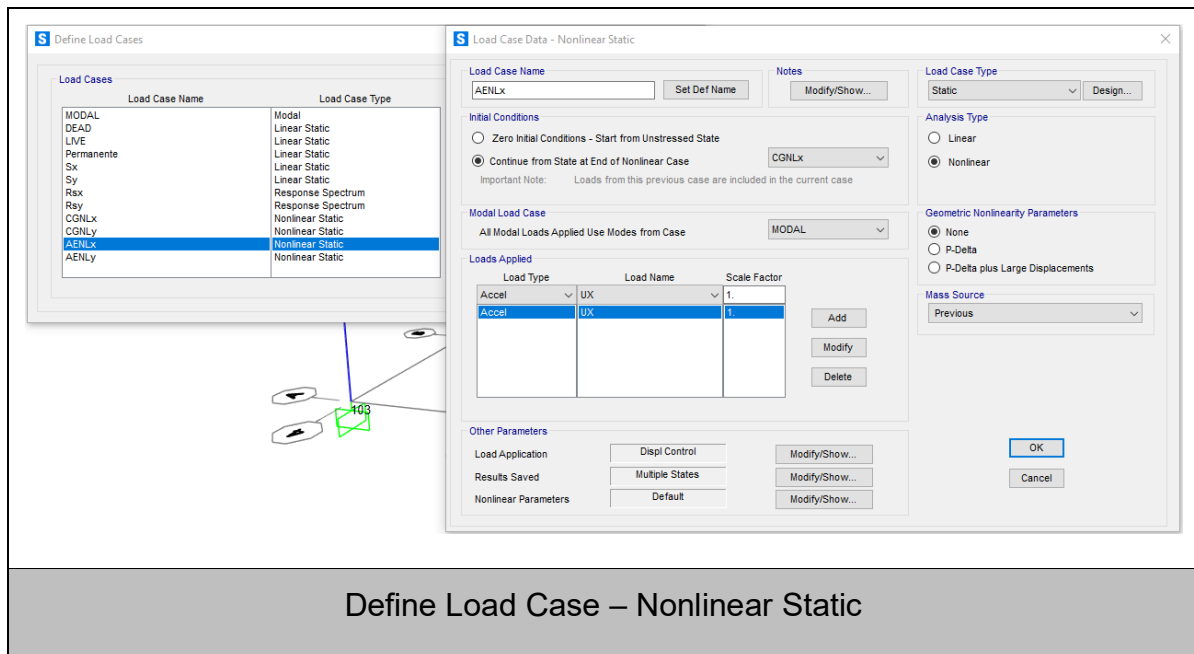 S Define Load Cases
Load Cases
Load Case Name Load Case Type
MODAL Modal
DEAD Linear Static
LIVE Linear Static
Permanente Linear Static
Sx Linear Static
Sy Linear Static
Rsx Response Spectrum
Rsy Response Spectrum
CGNLx Nonlinear Static
CGNLy Nonlinear Static
AENLx Nonlinear Static
AENLy Nonlinear Static
103
S Load Case Data - Nonlinear Static
Load Case Name
AENLx Set Def Name
Notes
Modify/Show...
Load Case Type
Static Design...
Initial Conditions
Zero Initial Conditions - Start from Unstressed State
Continue from State at End of Nonlinear Case CGNLx
Important Note: Loads from this previous case are included in the current case
Analysis Type
Linear
Nonlinear
Modal Load Case
All Modal Loads Applied Use Modes from Case MODAL
Geometric Nonlinearity Parameters
None
P-Delta
P-Delta plus Large Displacements
Loads Applied
Load Type Load Name Scale Factor
Accel UX 1.
Accel UX 1.
Add
Modify
Delete
Mass Source
Previous
Other Parameters
Load Application Displ Control Modify/Show...
Results Saved Multiple States Modify/Show...
Nonlinear Parameters Default Modify/Show...
OK
Cancel
Define Load Case – Nonlinear Static